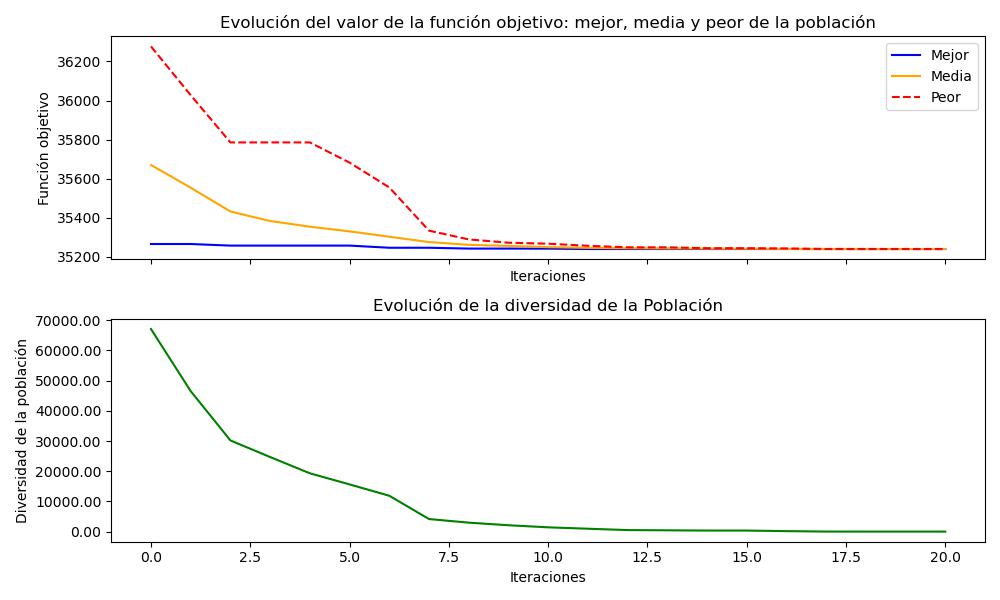 Evolución del valor de la función objetivo: mejor, media y peor de la población
Función objetivo
36200
36000
35800
35600
35400
35200
Mejor
Media
Peor
Iteraciones
Evolución de la diversidad de la Población
Diversidad de la población
70000.00
60000.00
50000.00
40000.00
30000.00
20000.00
10000.00
0.00
0.0 2.5 5.0 7.5 10.0 12.5 15.0 17.5 20.0
Iteraciones